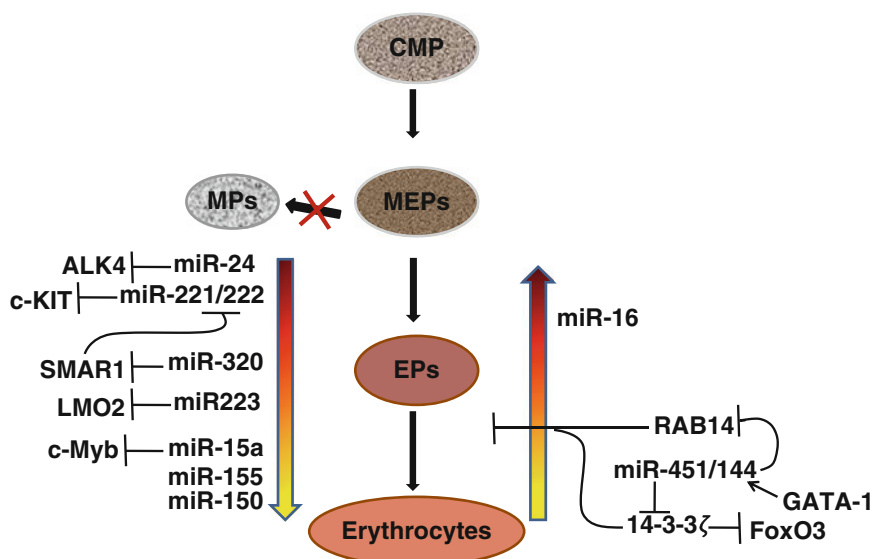 CMP
MPs
MEPs
ALK4
miR-24
c-KIT
miR-221/222
miR-16
SMAR1
miR-320
EPs
LMO2
miR223
RAB14
c-Myb
miR-15a
miR-155
miR-150
miR-451/144
GATA-1
Erythrocytes
14-3-3ζ
FoxO3